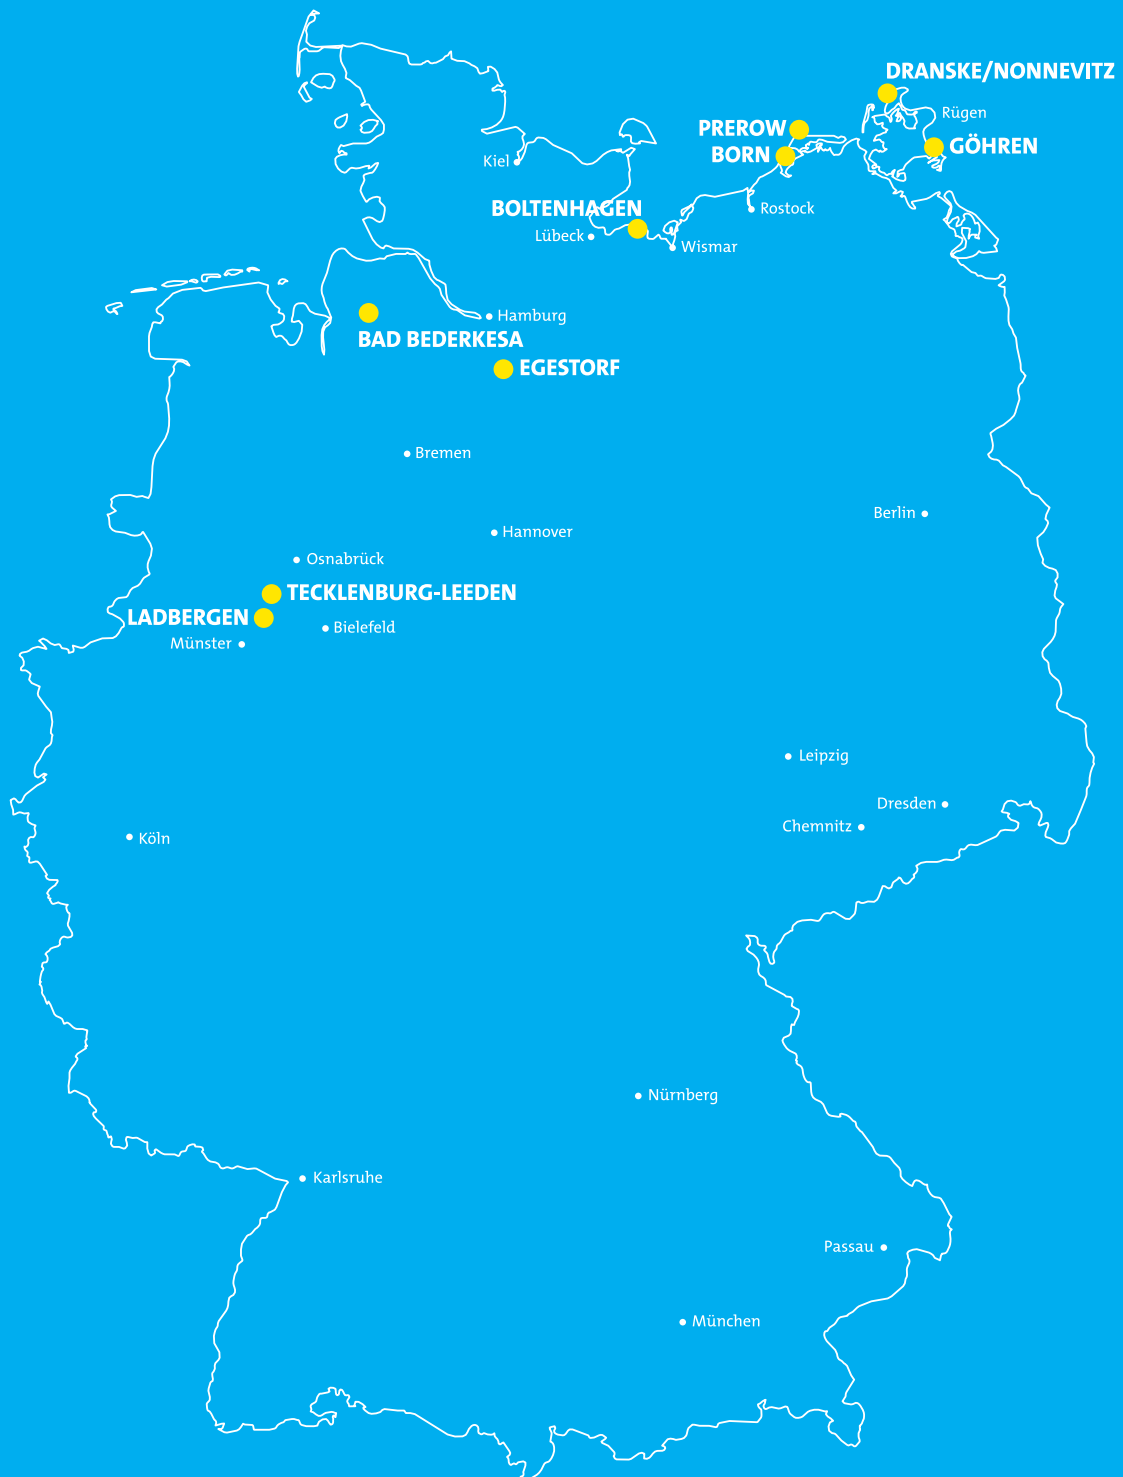 DRANSKE/NONNEVITZ
Rügen
PREROW
GÖHREN
BORN
Kiel
BOLTENHAGEN
Rostock
Lübeck
Wismar
Hamburg
BAD BEDERKESA
EGESTORF
Bremen
Berlin
Hannover
Osnabrück
TECKLENBURG-LEEDEN
LADBERGEN
Bielefeld
Münster
Leipzig
Dresden
Chemnitz
Köln
Nürnberg
Karlsruhe
Passau
München